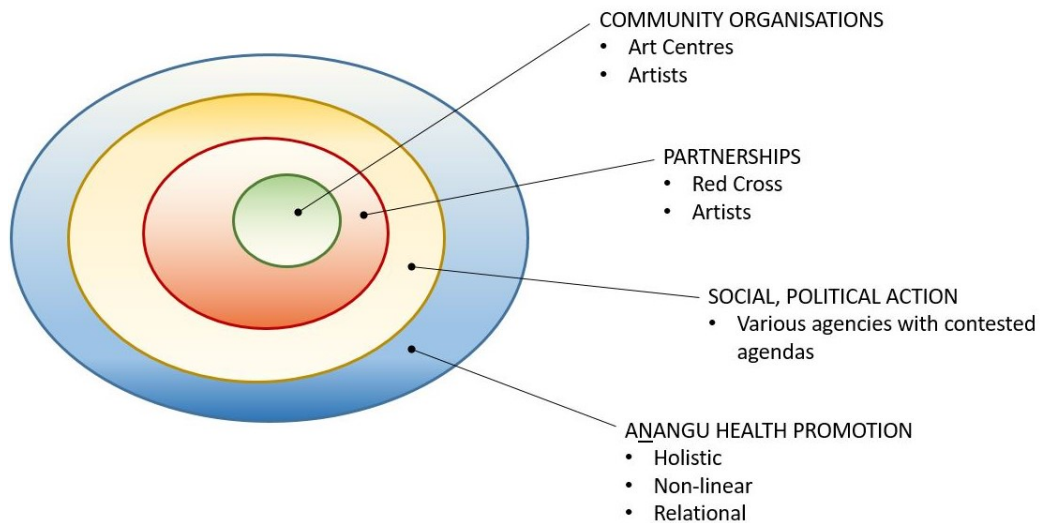 COMMUNITY ORGANISATIONS
• Art Centres
• Artists
PARTNERSHIPS
• Red Cross
• Artists
SOCIAL, POLITICAL ACTION
• Various agencies with contested
agendas
AṈANGU HEALTH PROMOTION
• Holistic
• Non-linear
• Relational